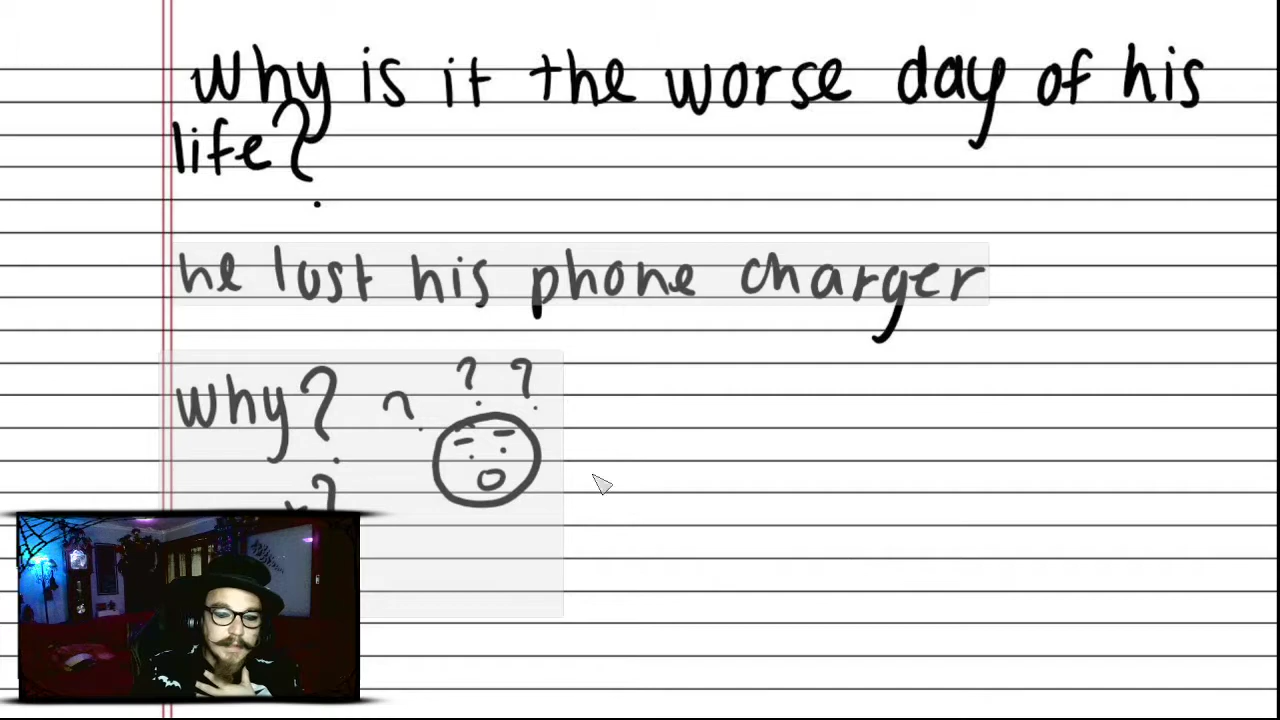 Why is it the worse day of his
life?
he lost his phone charger
why? ? ? ?